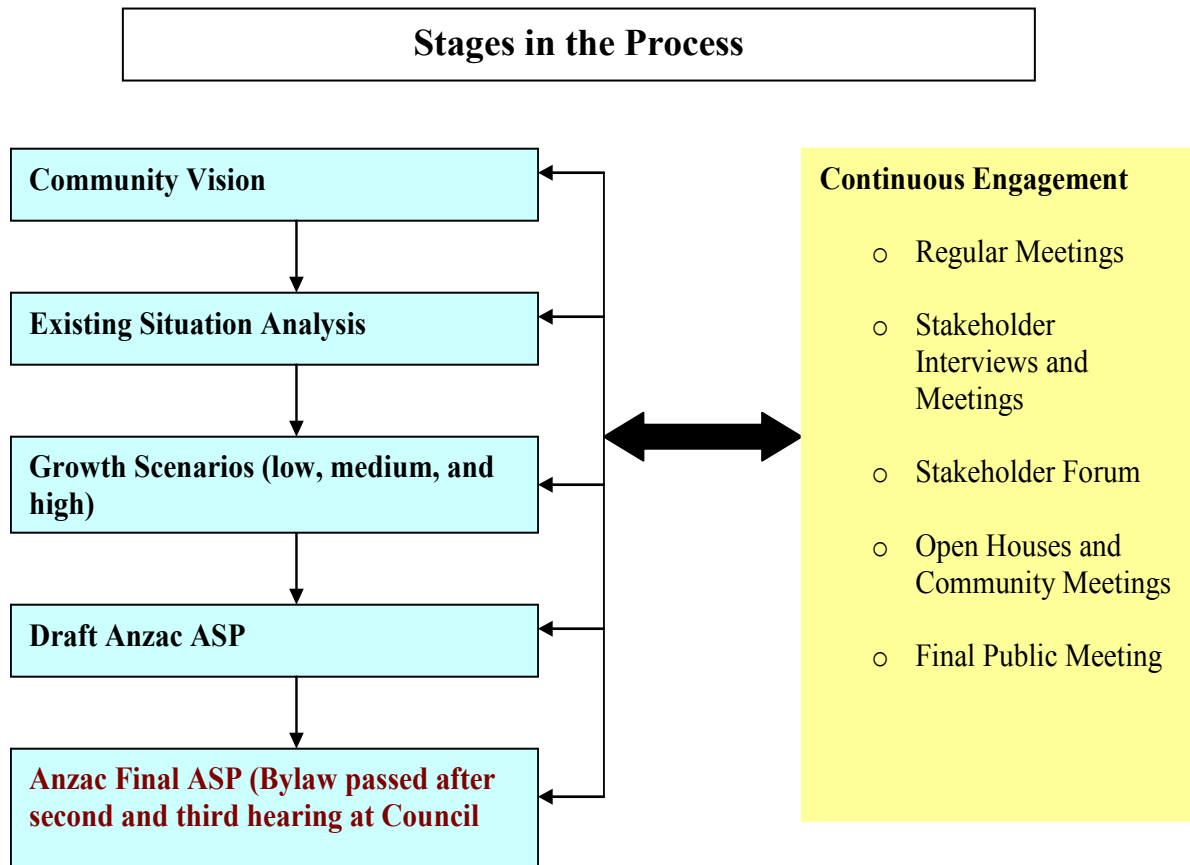 Stages in the Process
Community Vision
Existing Situation Analysis
Growth Scenarios (low, medium, and
high)
Draft Anzac ASP
Anzac Final ASP (Bylaw passed after
second and third hearing at Council
Continuous Engagement
o Regular Meetings
o Stakeholder
Interviews and
Meetings
o Stakeholder Forum
o Open Houses and
Community Meetings
o Final Public Meeting